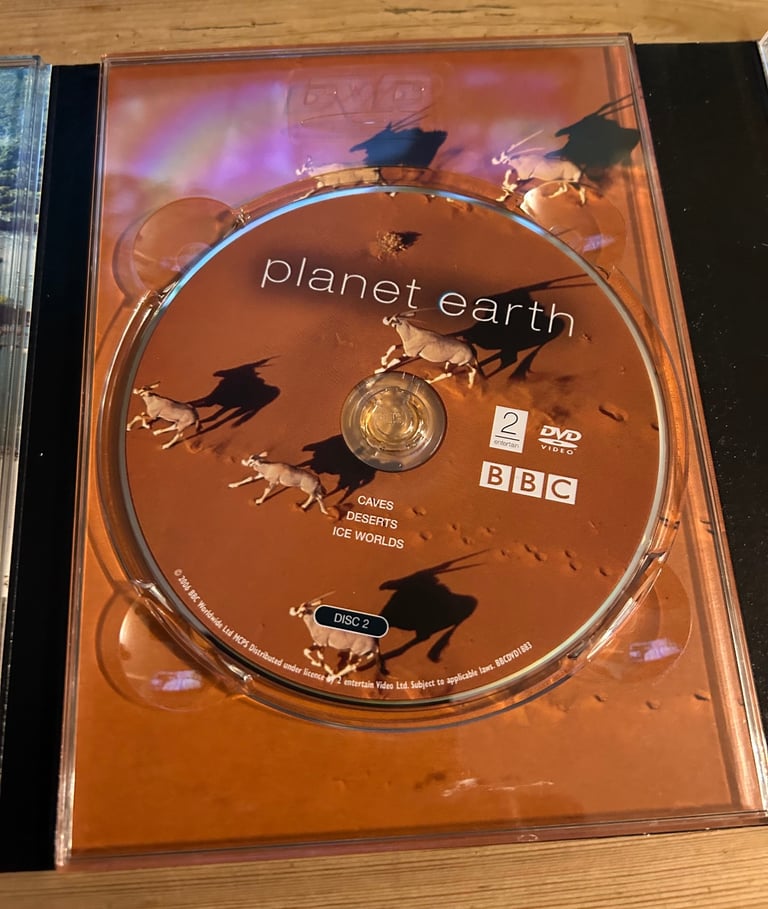 DVD
planet earth
2
entertain
DVD
VIDEO
BBC
CAVES
DESERTS
ICE WORLDS
DISC 2
© 2006 BBC Worldwide Ltd MCPS Distributed under licence by 2 entertain Video Ltd. Subject to applicable laws. BBCDVD1883